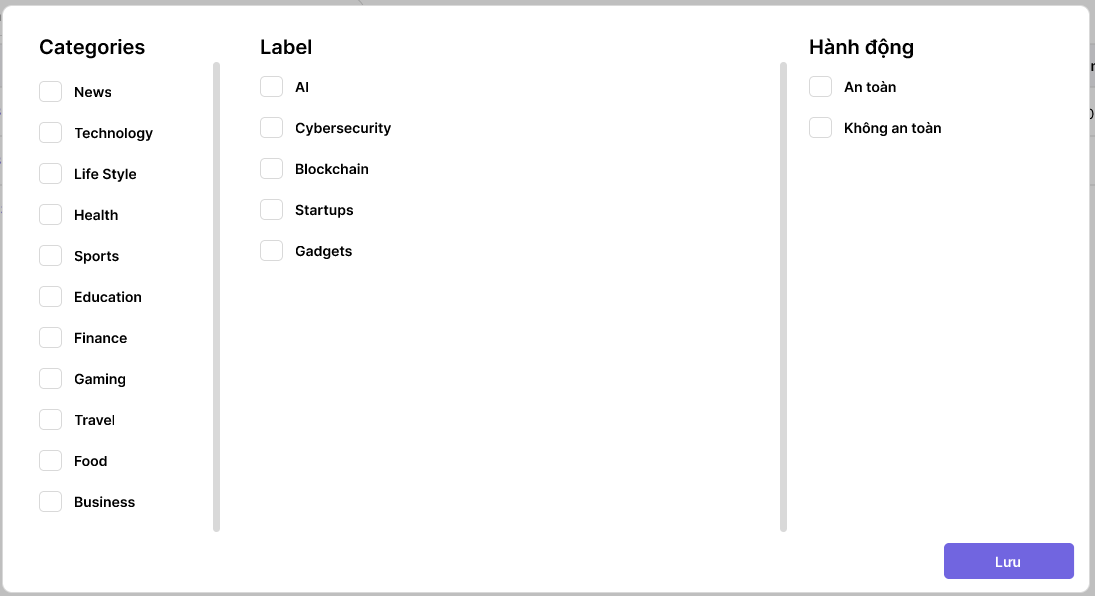 Categories
News
Technology
Life Style
Health
Sports
Education
Finance
Gaming
Travel
Food
Business
Label
AI
Cybersecurity
Blockchain
Startups
Gadgets
Hành động
An toàn
Không an toàn
Lưu